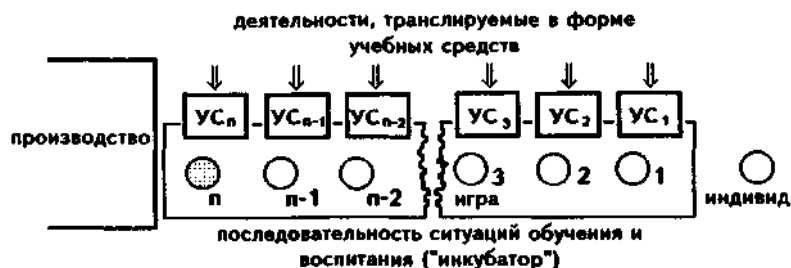 деятельности, транслируемые в форме
учебных средств
УСn УСn-1 УСn-2 УС3 УС2 УС1
производство
n n-1 n-2 3 2 1
игра индивид
последовательность ситуаций обучения и
воспитания ("инкубатор")